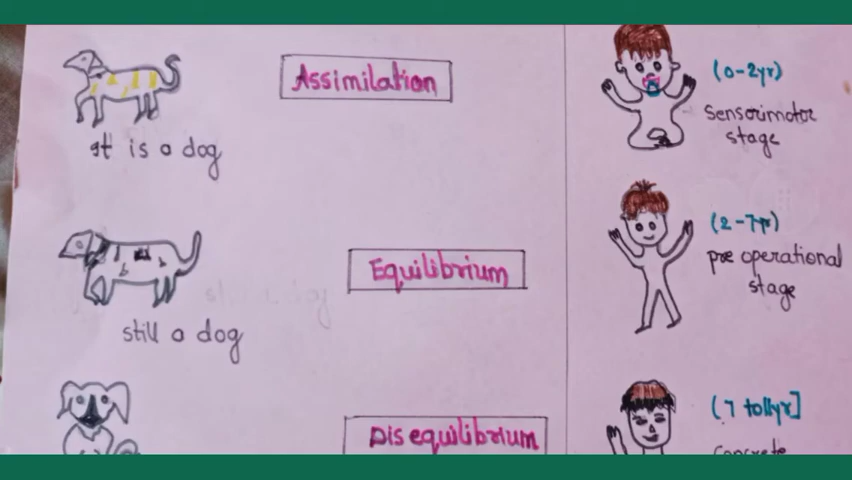 Assimilation
It is a dog
Equilibrium
still a dog
Disequilibrium
(0-2yr)
Sensorimotor
stage
(2-7yr)
pre operational
stage
(7 to11yr]
Concrete